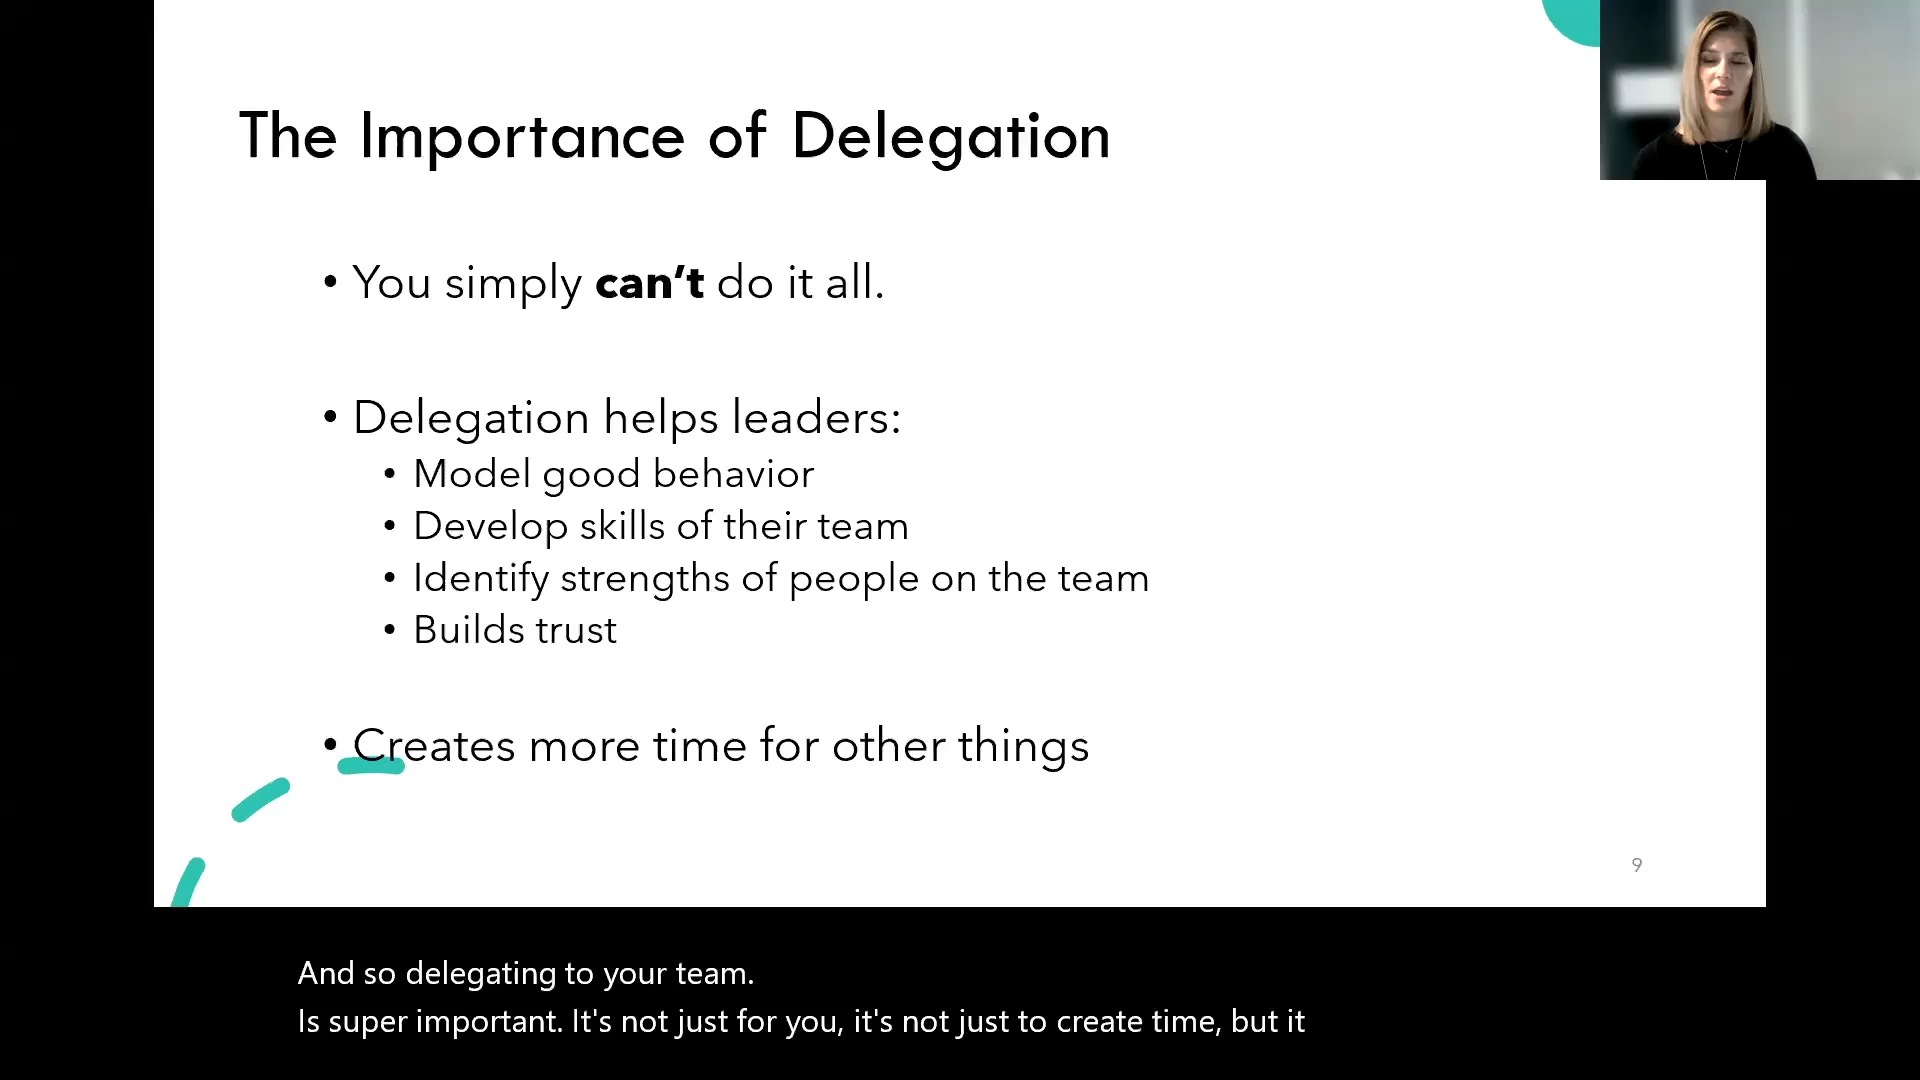 The Importance of Delegation
• You simply can’t do it all.
• Delegation helps leaders:
• Model good behavior
• Develop skills of their team
• Identify strengths of people on the team
• Builds trust
• Creates more time for other things
9
And so delegating to your team.
Is super important. It's not just for you, it's not just to create time, but it